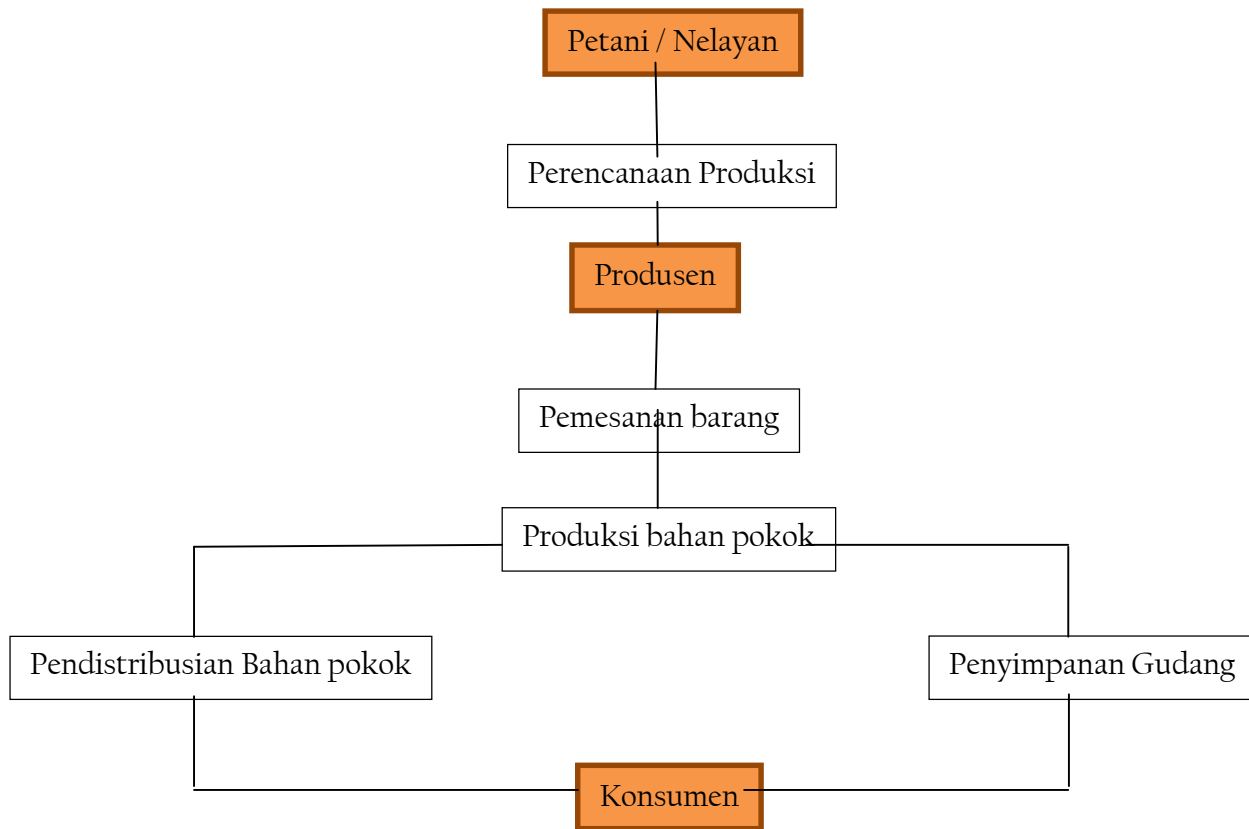 Petani / Nelayan
Perencanaan Produksi
Produsen
Pemesanan barang
Produksi bahan pokok
Pendistribusian Bahan pokok
Penyimpanan Gudang
Konsumen